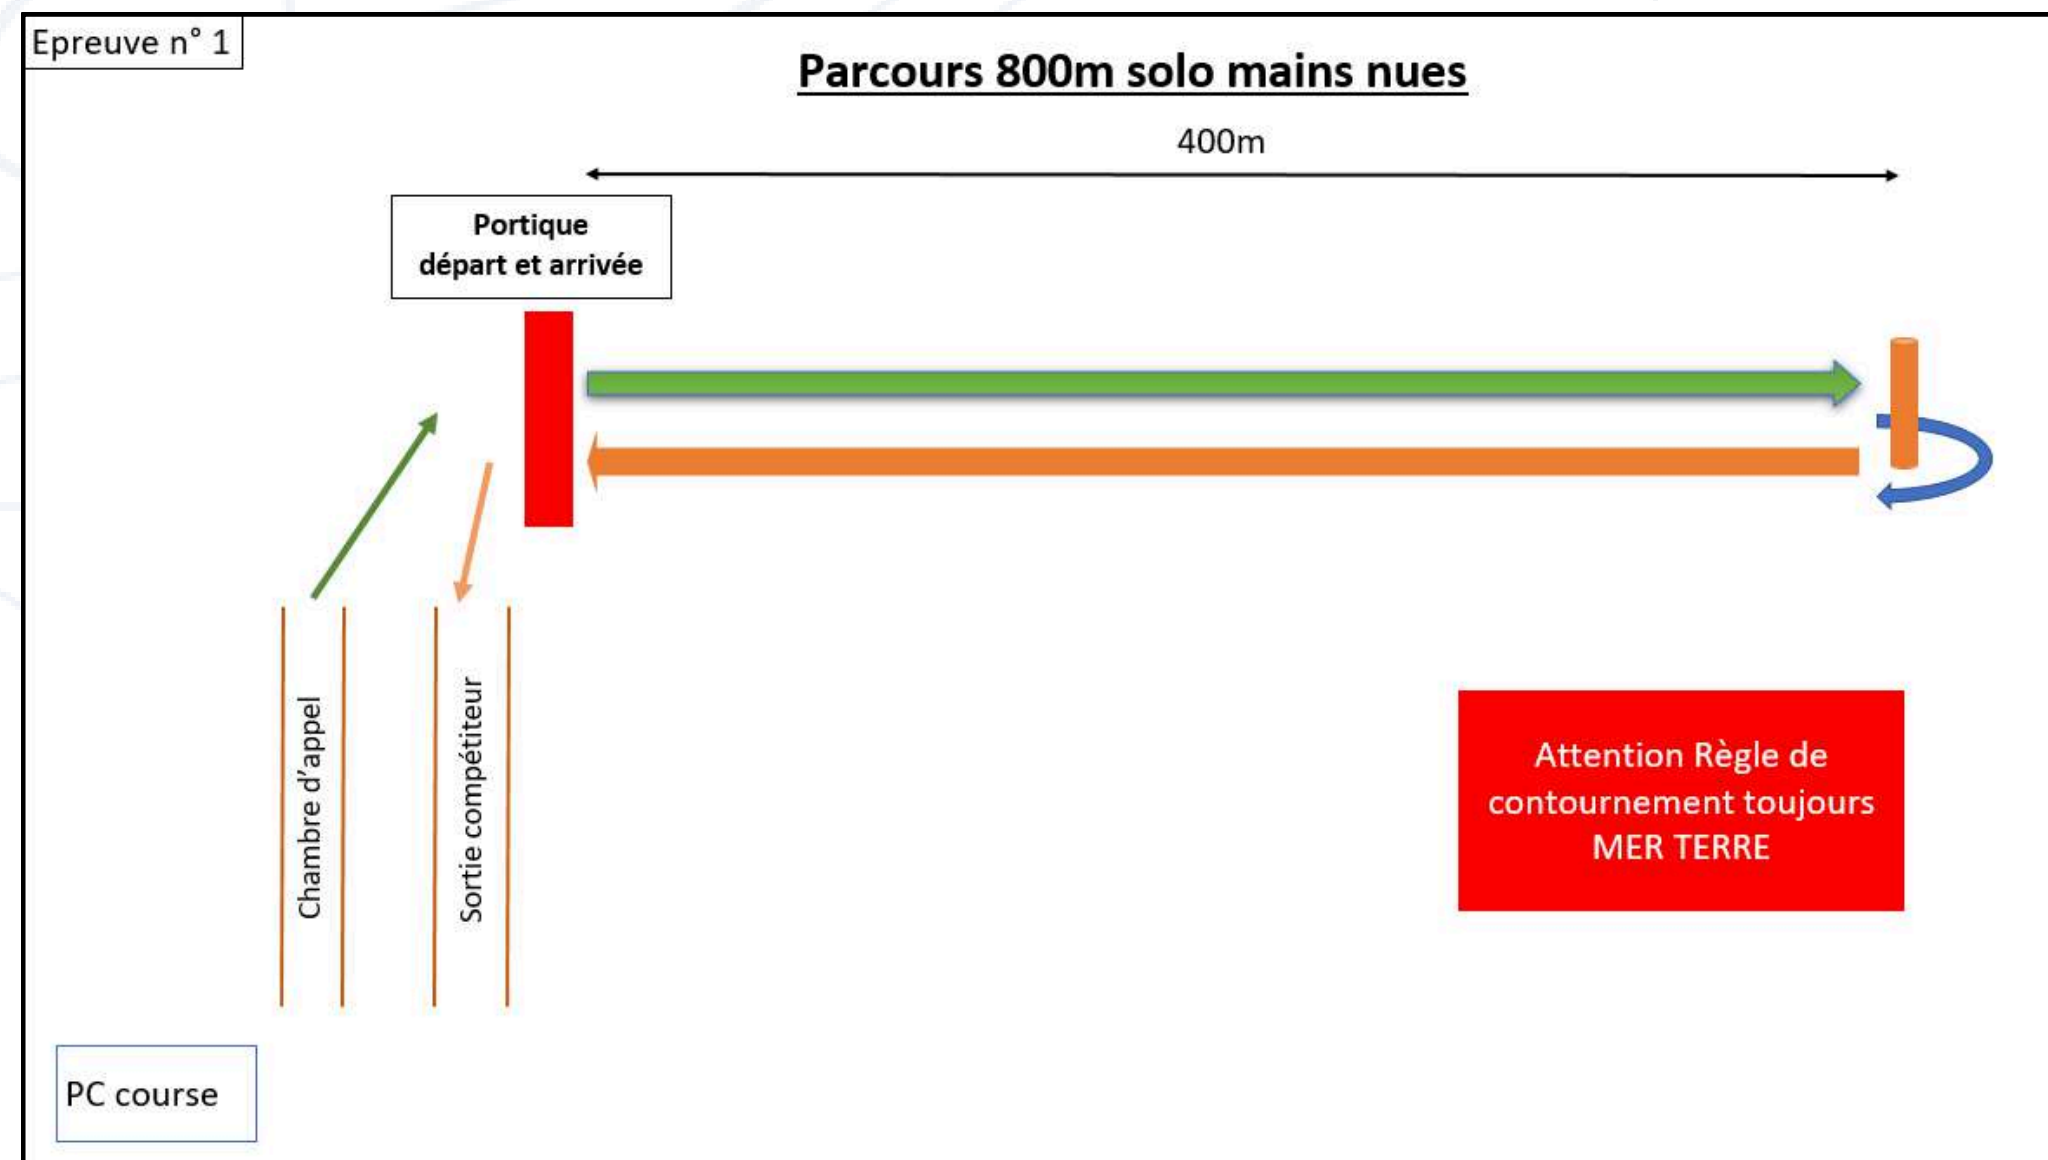 Epreuve n° 1
Parcours 800m solo mains nues
400m
Portique
départ et arrivée
Chambre d'appel
Sortie compétiteur
Attention Règle de
contournement toujours
MER TERRE
PC course